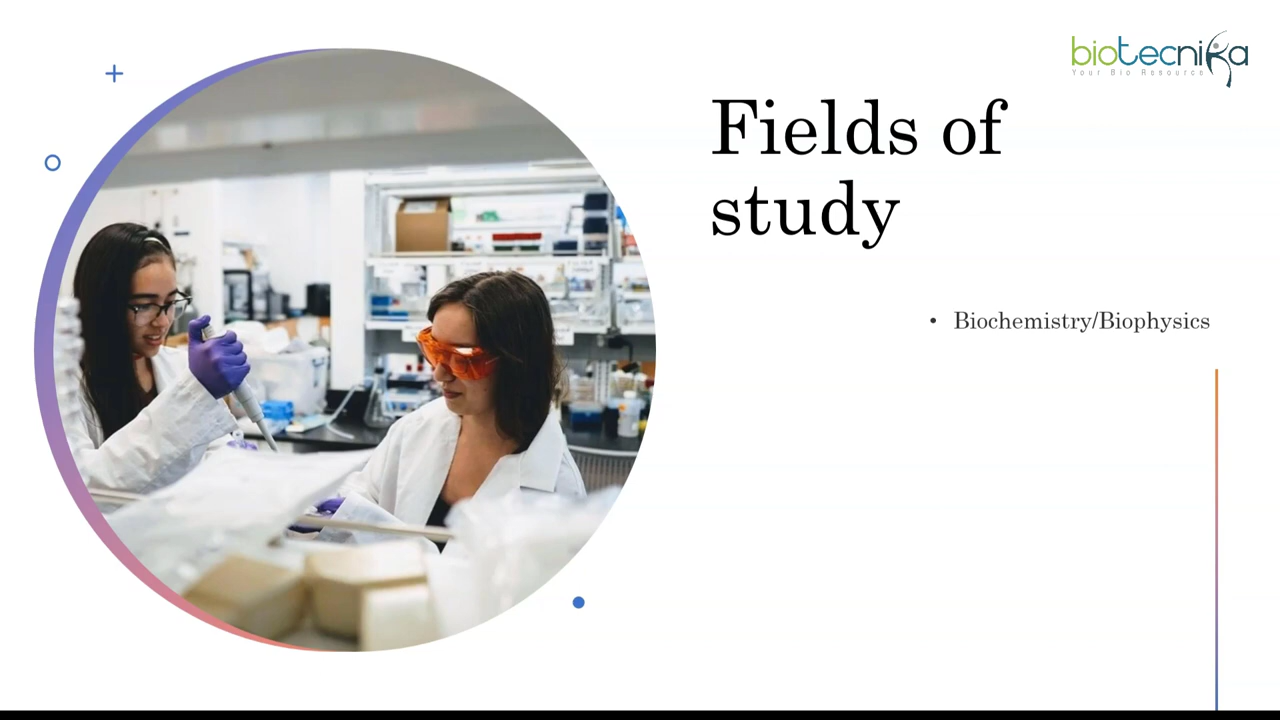 biotecnika
Your Bio Resource
Fields of
study
• Biochemistry/Biophysics